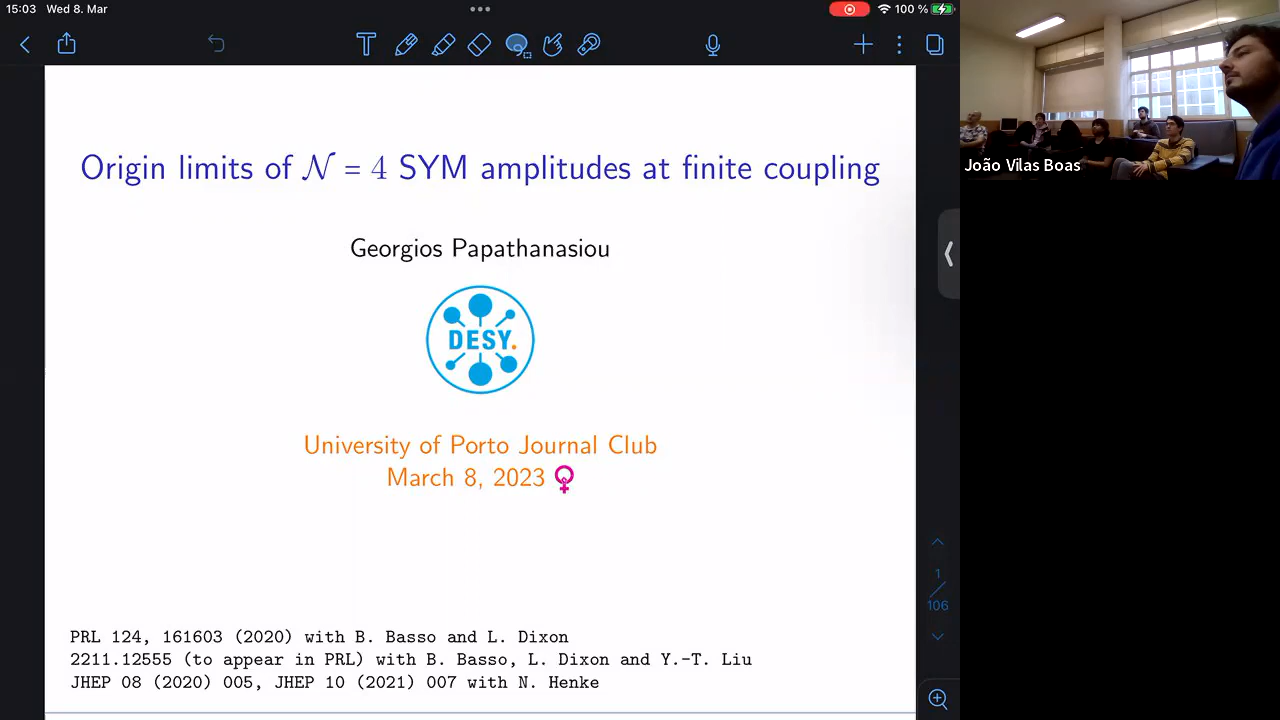 15:03 Wed 8. Mar
100 %
Origin limits of 𝒩 = 4 SYM amplitudes at finite coupling
Georgios Papathanasiou
DESY.
University of Porto Journal Club
March 8, 2023
PRL 124, 161603 (2020) with B. Basso and L. Dixon
2211.12555 (to appear in PRL) with B. Basso, L. Dixon and Y.-T. Liu
JHEP 08 (2020) 005, JHEP 10 (2021) 007 with N. Henke
1
106
João Vilas Boas